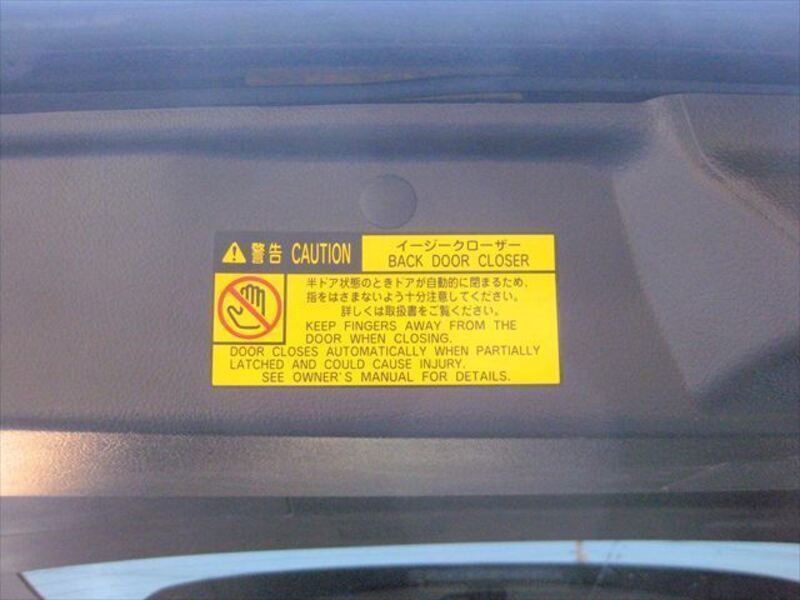 警告 CAUTION
イージークローザー
BACK DOOR CLOSER
半ドア状態のときドアが自動的に閉まるため、
指をはさまないよう十分注意してください。
詳しくは取扱書をご覧ください。
KEEP FINGERS AWAY FROM THE
DOOR WHEN CLOSING.
DOOR CLOSES AUTOMATICALLY WHEN PARTIALLY
LATCHED AND COULD CAUSE INJURY.
SEE OWNER'S MANUAL FOR DETAILS.